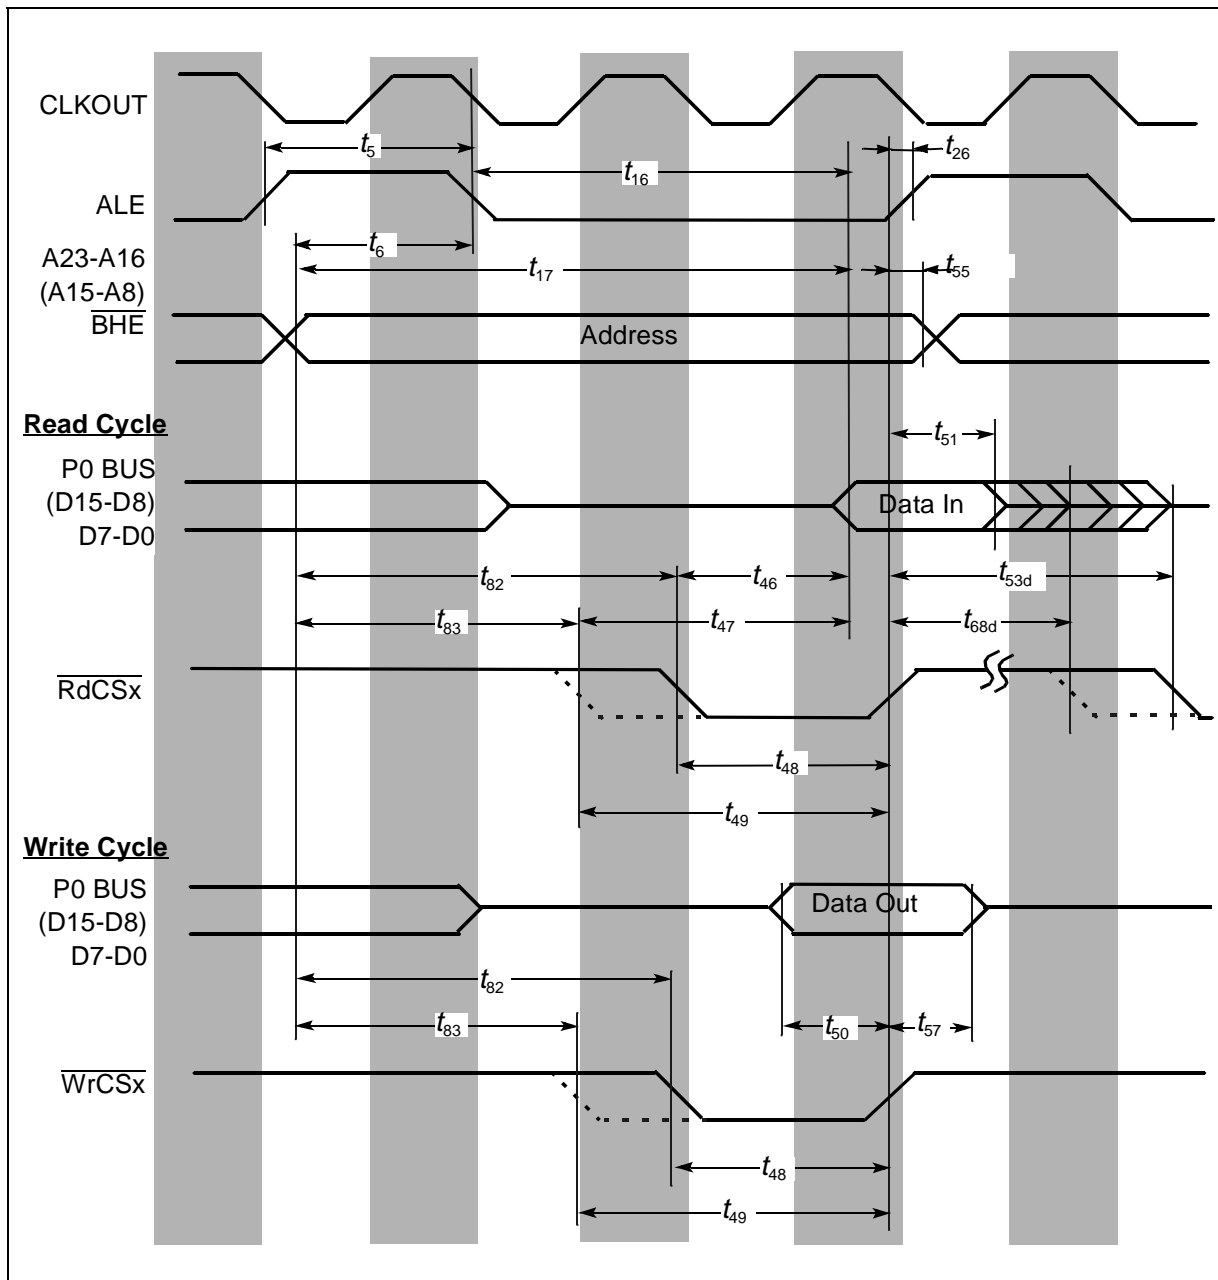 CLKOUT
t5
t26
t16
ALE
t6
A23-A16
t17
t55
(A15-A8)
BHE
Address
Read Cycle
t51
P0 BUS
(D15-D8)
Data In
D7-D0
t82
t46
t53d
t83
t47
t68d
RdCSx
t48
t49
Write Cycle
P0 BUS
(D15-D8)
Data Out
D7-D0
t82
t83
t50
t57
WrCSx
t48
t49